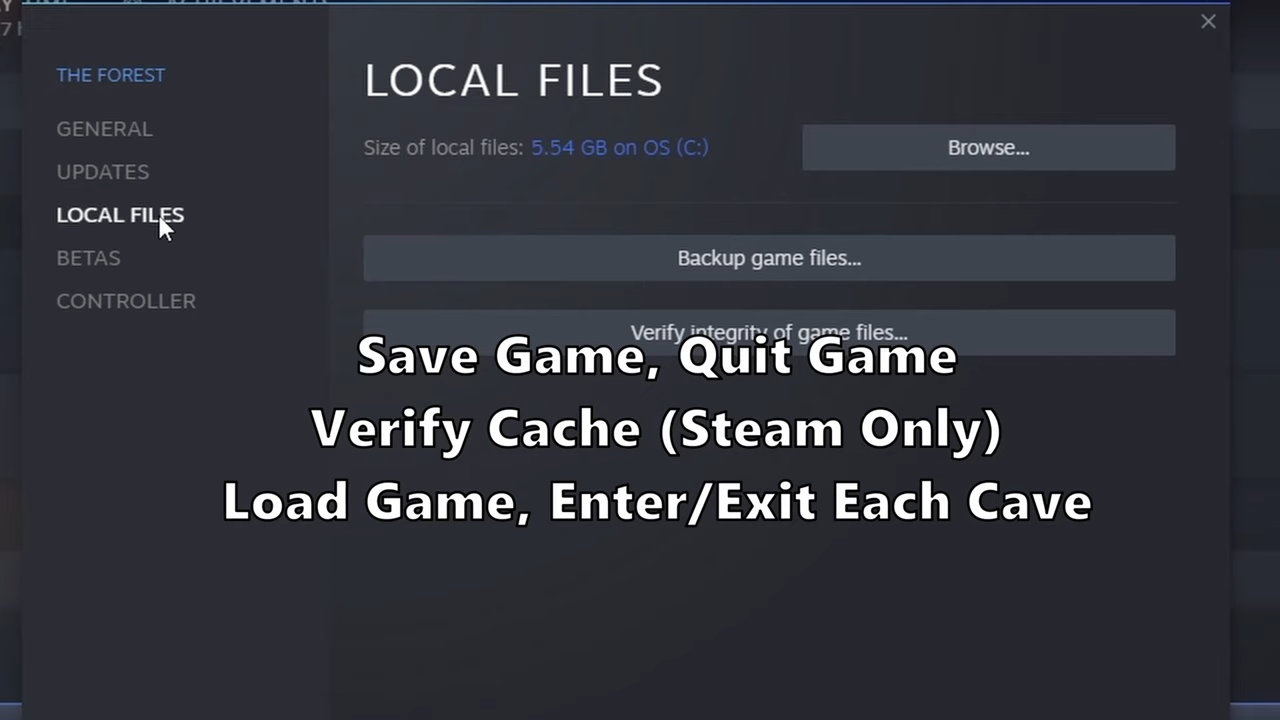 THE FOREST
GENERAL
UPDATES
LOCAL FILES
BETAS
CONTROLLER
LOCAL FILES
Size of local files: 5.54 GB on OS (C:)
Browse...
Backup game files...
Verify integrity of game files...
Save Game, Quit Game
Verify Cache (Steam Only)
Load Game, Enter/Exit Each Cave